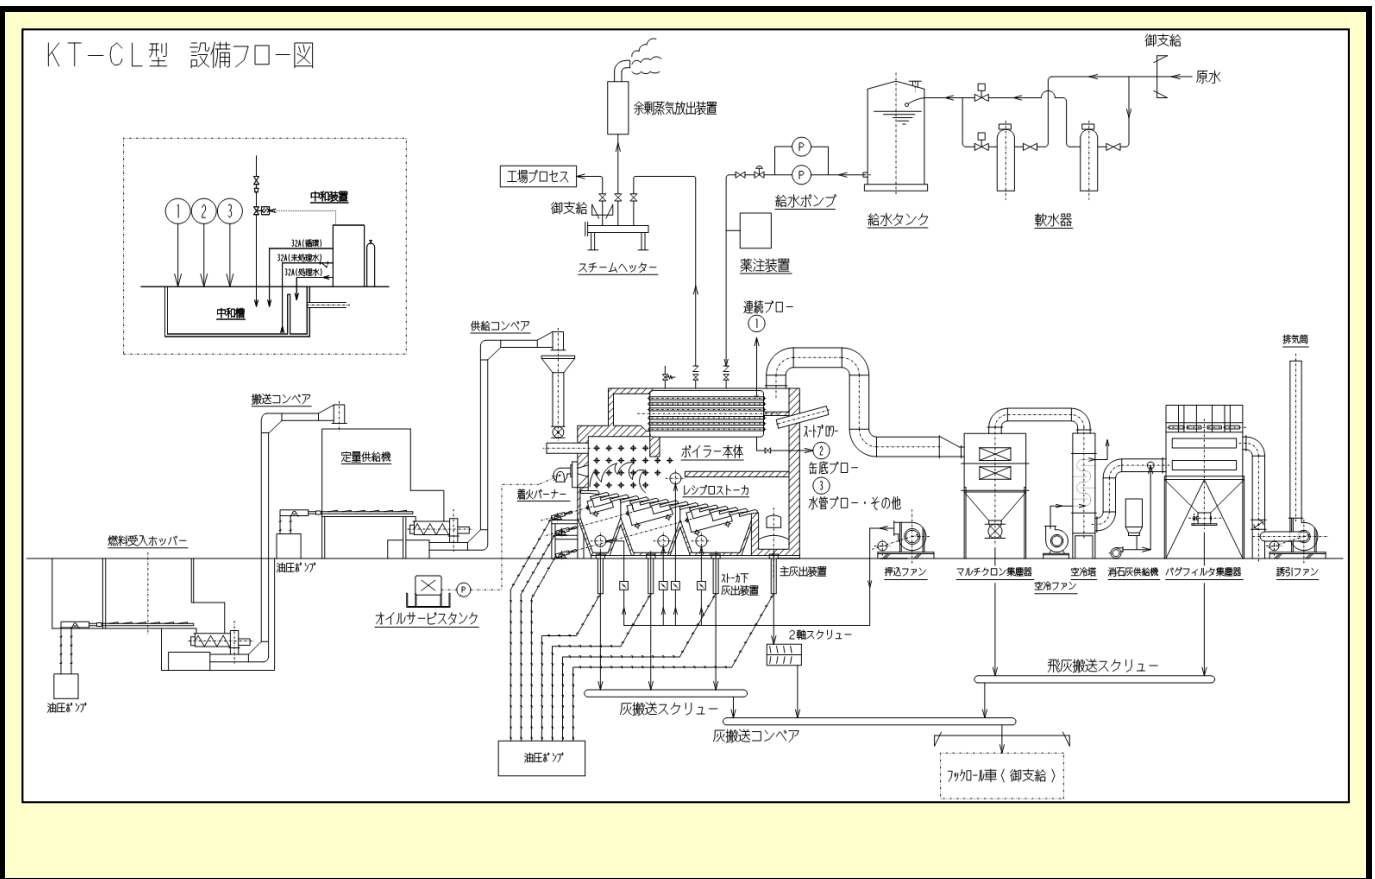 KT-CL型 設備フロー図
御支給
原水
余剰蒸気放出装置
工場プロセス
御支給
スチームヘッター
P
P
給水ポンプ
給水タンク
軟水器
薬注装置
中和装置
1
2
3
32A(循環)
32A(未処理水)
32A(処理水)
中和槽
連続ブロー
1
供給コンベア
排気筒
搬送コンベア
定量供給機
ボイラー本体
スートブロワー
2
缶底ブロー
3
水管ブロー・その他
着火バーナー
レシプロストーカ
燃料受入ホッパー
油圧ポンプ
オイルサービスタンク
P
ストーカ下
灰出装置
主灰出装置
押込ファン
マルチクロン集塵器
空冷塔
空冷ファン
消石灰供給機
バグフィルタ集塵器
誘引ファン
2軸スクリュー
飛灰搬送スクリュー
油圧ポンプ
灰搬送スクリュー
灰搬送コンベア
油圧ポンプ
フックロール車(御支給)